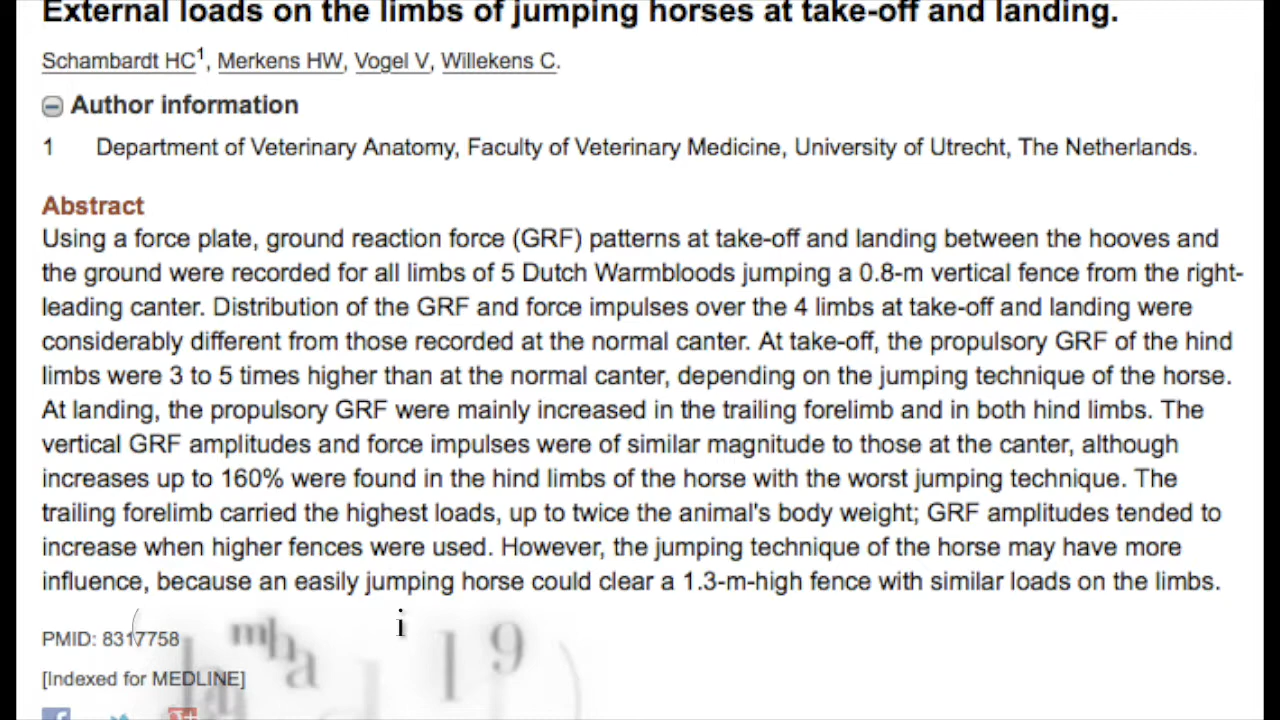 External loads on the limbs of jumping horses at take-off and landing.
Schambardt HC1, Merkens HW, Vogel V, Willekens C.
Author information
1 Department of Veterinary Anatomy, Faculty of Veterinary Medicine, University of Utrecht, The Netherlands.
Abstract
Using a force plate, ground reaction force (GRF) patterns at take-off and landing between the hooves and
the ground were recorded for all limbs of 5 Dutch Warmbloods jumping a 0.8-m vertical fence from the right-
leading canter. Distribution of the GRF and force impulses over the 4 limbs at take-off and landing were
considerably different from those recorded at the normal canter. At take-off, the propulsory GRF of the hind
limbs were 3 to 5 times higher than at the normal canter, depending on the jumping technique of the horse.
At landing, the propulsory GRF were mainly increased in the trailing forelimb and in both hind limbs. The
vertical GRF amplitudes and force impulses were of similar magnitude to those at the canter, although
increases up to 160% were found in the hind limbs of the horse with the worst jumping technique. The
trailing forelimb carried the highest loads, up to twice the animal's body weight; GRF amplitudes tended to
increase when higher fences were used. However, the jumping technique of the horse may have more
influence, because an easily jumping horse could clear a 1.3-m-high fence with similar loads on the limbs.
PMID: 8317758
[Indexed for MEDLINE]